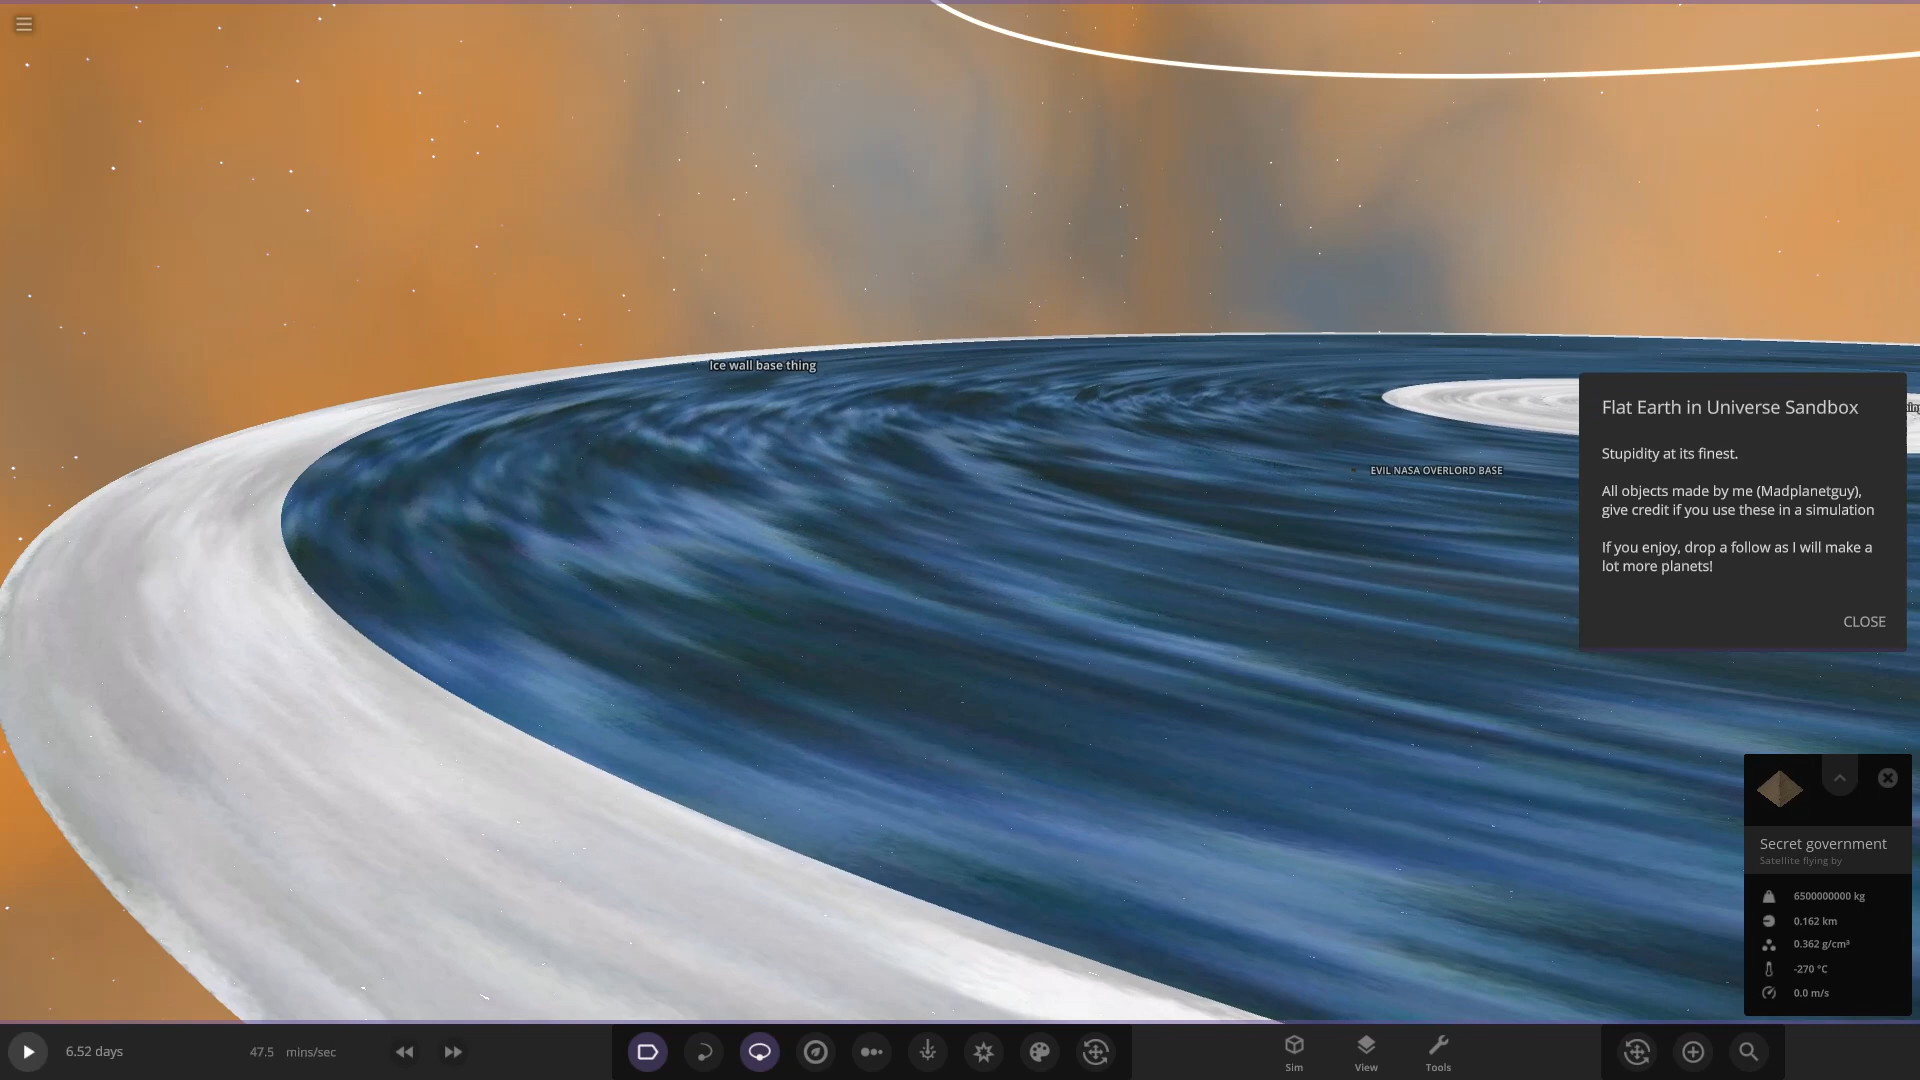 Ice wall base thing
Flat Earth in Universe Sandbox
Stupidity at its finest.
EVIL NASA OVERLORD BASE
All objects made by me (Madplanetguy),
give credit if you use these in a simulation
If you enjoy, drop a follow as I will make a
lot more planets!
CLOSE
Secret government
Satellite flying by
6500000000 kg
0.162 km
0.362 g/cm³
-270 °C
0.0 m/s
6.52 days
47.5 mins/sec
Sim
View
Tools